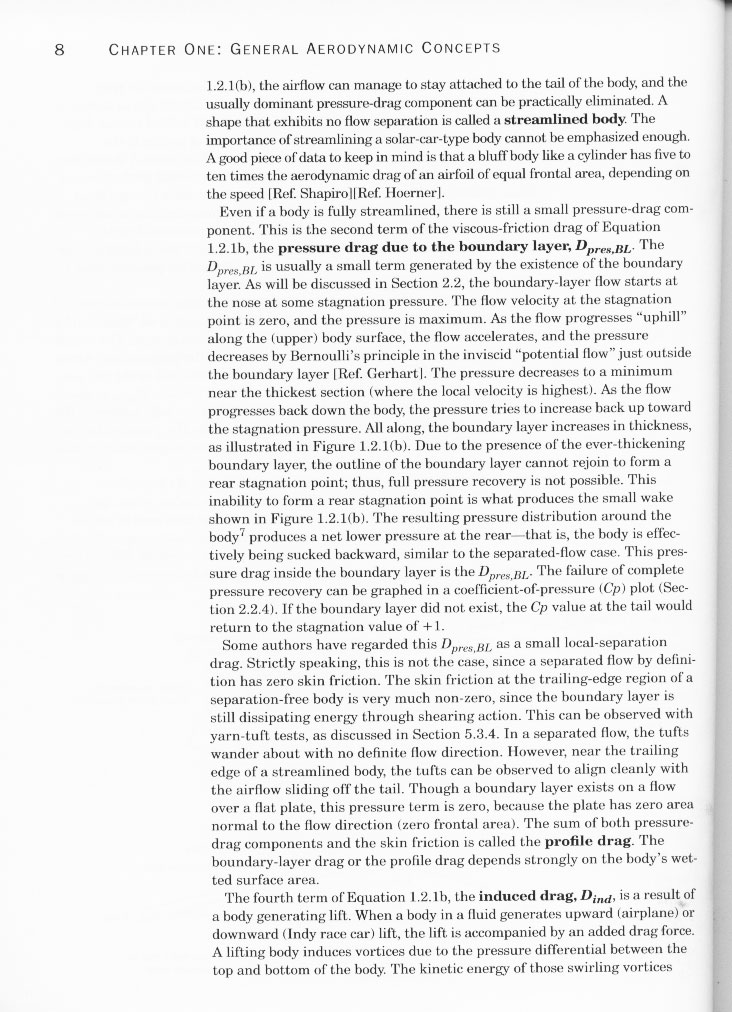 8 CHAPTER ONE: GENERAL AERODYNAMIC CONCEPTS
1.2.1(b), the airflow can manage to stay attached to the tail of the body, and the
usually dominant pressure-drag component can be practically eliminated. A
shape that exhibits no flow separation is called a streamlined body. The
importance of streamlining a solar-car-type body cannot be emphasized enough.
A good piece of data to keep in mind is that a bluff body like a cylinder has five to
ten times the aerodynamic drag of an airfoil of equal frontal area, depending on
the speed [Ref. Shapiro][Ref. Hoerner].
Even if a body is fully streamlined, there is still a small pressure-drag com-
ponent. This is the second term of the viscous-friction drag of Equation
1.2.1b, the pressure drag due to the boundary layer, Dpres,BL. The
Dpres,BL is usually a small term generated by the existence of the boundary
layer. As will be discussed in Section 2.2, the boundary-layer flow starts at
the nose at some stagnation pressure. The flow velocity at the stagnation
point is zero, and the pressure is maximum. As the flow progresses “uphill”
along the (upper) body surface, the flow accelerates, and the pressure
decreases by Bernoulli’s principle in the inviscid “potential flow” just outside
the boundary layer [Ref. Gerhart]. The pressure decreases to a minimum
near the thickest section (where the local velocity is highest). As the flow
progresses back down the body, the pressure tries to increase back up toward
the stagnation pressure. All along, the boundary layer increases in thickness,
as illustrated in Figure 1.2.1(b). Due to the presence of the ever-thickening
boundary layer, the outline of the boundary layer cannot rejoin to form a
rear stagnation point; thus, full pressure recovery is not possible. This
inability to form a rear stagnation point is what produces the small wake
shown in Figure 1.2.1(b). The resulting pressure distribution around the
body7 produces a net lower pressure at the rear—that is, the body is effec-
tively being sucked backward, similar to the separated-flow case. This pres-
sure drag inside the boundary layer is the Dpres,BL. The failure of complete
pressure recovery can be graphed in a coefficient-of-pressure (Cp) plot (Sec-
tion 2.2.4). If the boundary layer did not exist, the Cp value at the tail would
return to the stagnation value of +1.
Some authors have regarded this Dpres,BL as a small local-separation
drag. Strictly speaking, this is not the case, since a separated flow by defini-
tion has zero skin friction. The skin friction at the trailing-edge region of a
separation-free body is very much non-zero, since the boundary layer is
still dissipating energy through shearing action. This can be observed with
yarn-tuft tests, as discussed in Section 5.3.4. In a separated flow, the tufts
wander about with no definite flow direction. However, near the trailing
edge of a streamlined body, the tufts can be observed to align cleanly with
the airflow sliding off the tail. Though a boundary layer exists on a flow
over a flat plate, this pressure term is zero, because the plate has zero area
normal to the flow direction (zero frontal area). The sum of both pressure-
drag components and the skin friction is called the profile drag. The
boundary-layer drag or the profile drag depends strongly on the body’s wet-
ted surface area.
The fourth term of Equation 1.2.1b, the induced drag, Dind, is a result of
a body generating lift. When a body in a fluid generates upward (airplane) or
downward (Indy race car) lift, the lift is accompanied by an added drag force.
A lifting body induces vortices due to the pressure differential between the
top and bottom of the body. The kinetic energy of those swirling vortices